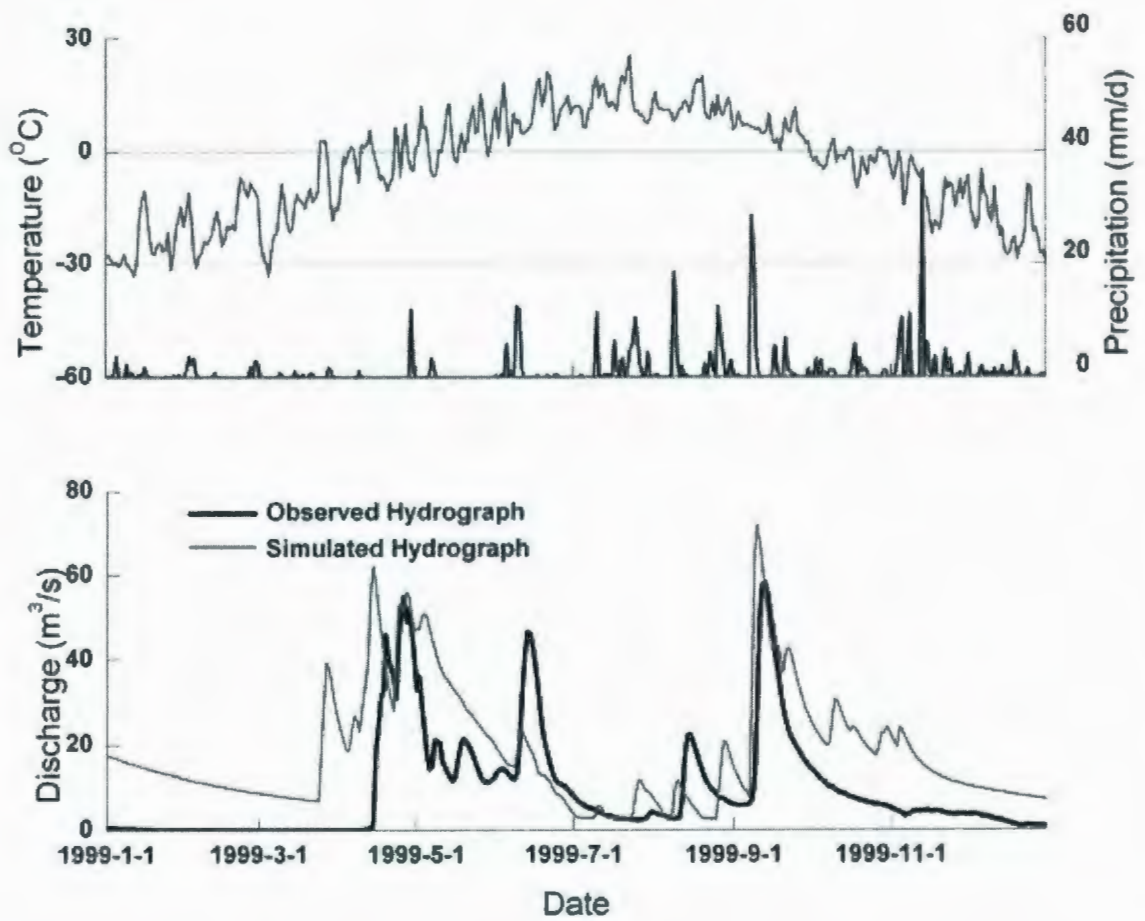 30
0
-30
-60
Temperature (⁰C)
60
40
20
0
Precipitation (mm/d)
80
60
40
20
0
Discharge (m³/s)
Observed Hydrograph
Simulated Hydrograph
1999-1-1 1999-3-1 1999-5-1 1999-7-1 1999-9-1 1999-11-1
Date